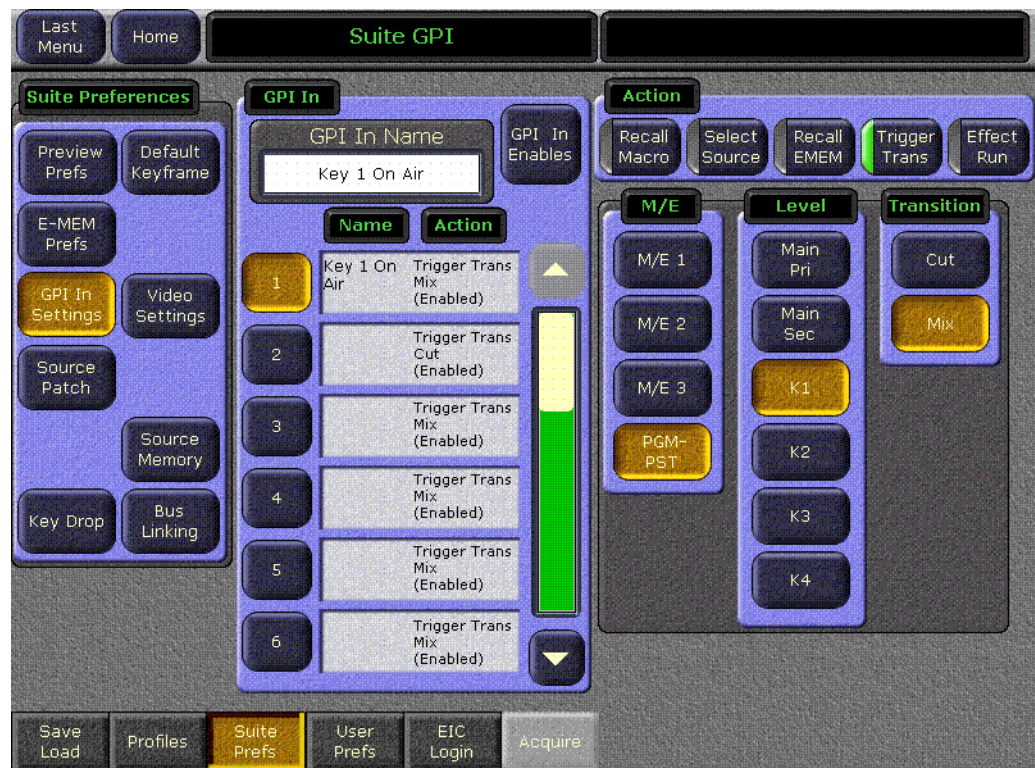 Last
Menu
Home
Suite GPI
Suite Preferences
Preview
Prefs
Default
Keyframe
E-MEM
Prefs
GPI In
Settings
Video
Settings
Source
Patch
Source
Memory
Key Drop
Bus
Linking
GPI In
GPI In Name
Key 1 On Air
GPI In
Enables
Name
Action
1
Key 1 On
Air
Trigger Trans
Mix
(Enabled)
2
Trigger Trans
Cut
(Enabled)
3
Trigger Trans
Mix
(Enabled)
4
Trigger Trans
Mix
(Enabled)
5
Trigger Trans
Mix
(Enabled)
6
Trigger Trans
Mix
(Enabled)
Action
Recall
Macro
Select
Source
Recall
EMEM
Trigger
Trans
Effect
Run
M/E
M/E 1
M/E 2
M/E 3
PGM-
PST
Level
Main
Pri
Main
Sec
K1
K2
K3
K4
Transition
Cut
Mix
Save
Load
Profiles
Suite
Prefs
User
Prefs
EIC
Login
Acquire